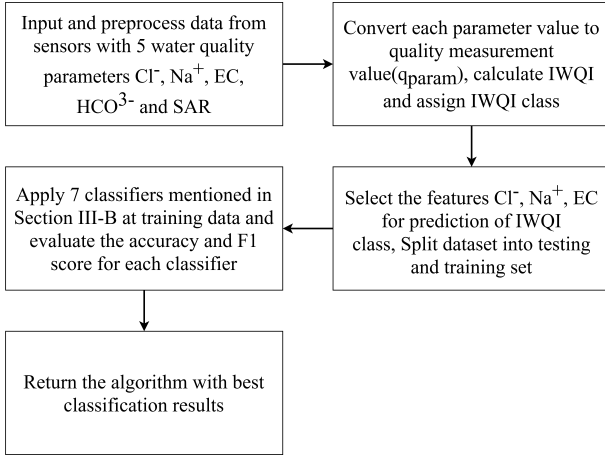 Input and preprocess data from
sensors with 5 water quality
parameters Cl⁻, Na⁺, EC,
HCO³⁻ and SAR
Convert each parameter value to
quality measurement
value(qₚₐᵣₐₘ), calculate IWQI
and assign IWQI class
Select the features Cl⁻, Na⁺, EC
for prediction of IWQI
class, Split dataset into testing
and training set
Apply 7 classifiers mentioned in
Section III-B at training data and
evaluate the accuracy and F1
score for each classifier
Return the algorithm with best
classification results